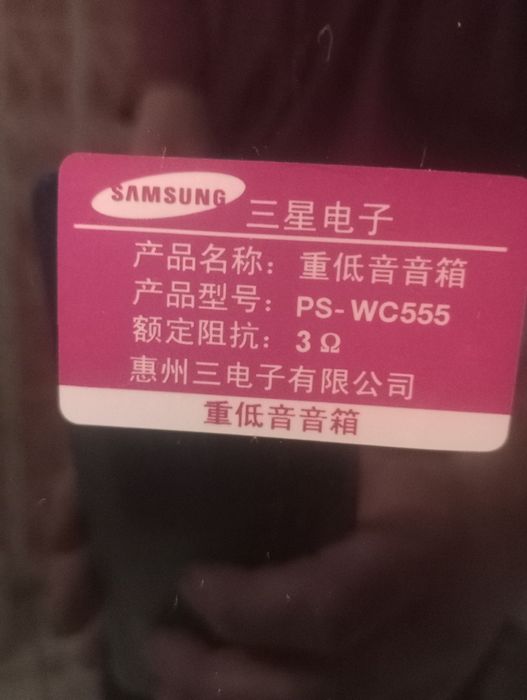 SAMSUNG 三星电子
产品名称：重低音音箱
产品型号：PS-WC555
额定阻抗：3 Ω
惠州三电子有限公司
重低音音箱